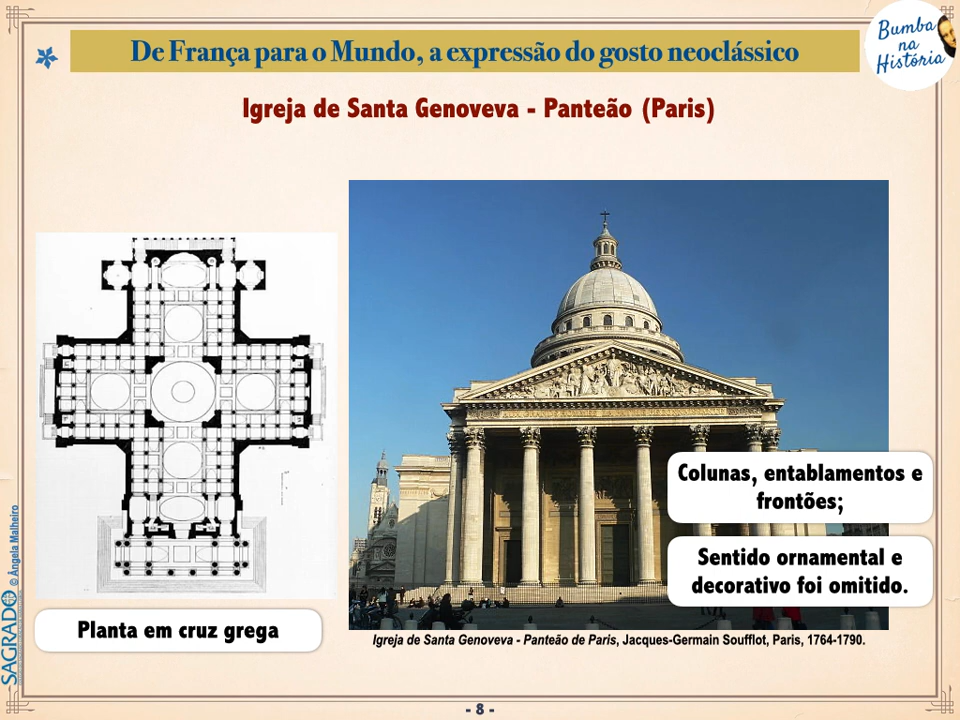 De França para o Mundo, a expressão do gosto neoclássico
Bumba
na
História
Igreja de Santa Genoveva - Panteão (Paris)
Colunas, entablamentos e
frontões;
Sentido ornamental e
decorativo foi omitido.
Planta em cruz grega
Igreja de Santa Genoveva - Panteão de Paris, Jacques-Germain Soufflot, Paris, 1764-1790.
SAGRADO © Ângela Malheiro
- 8 -